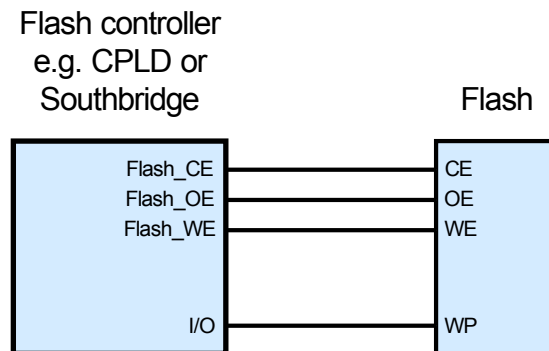 Flash controller
e.g. CPLD or
Southbridge
Flash
Flash_CE
CE
Flash_OE
OE
Flash_WE
WE
I/O
WP